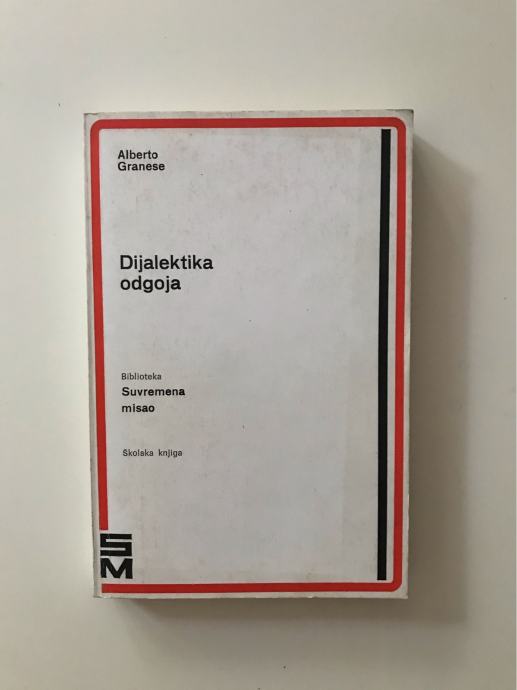 Alberto
Granese
Dijalektika
odgoja
Biblioteka
Suvremena
misao
Školska knjiga
SM